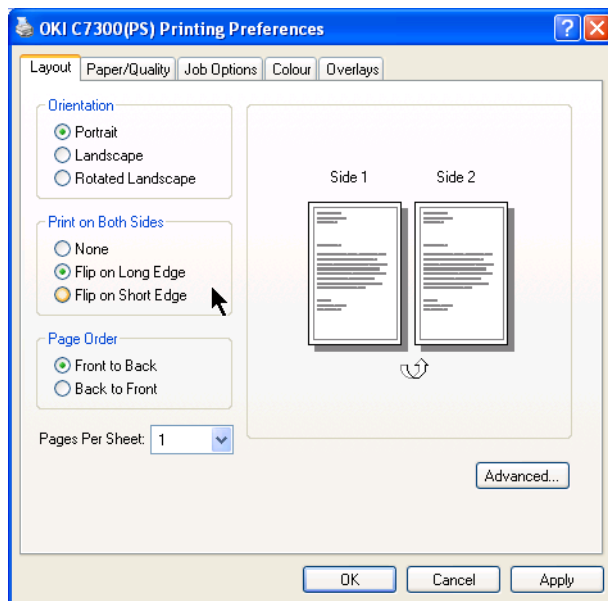 OKI C7300(PS) Printing Preferences
Layout Paper/Quality Job Options Colour Overlays
Orientation
Portrait
Landscape
Rotated Landscape
Print on Both Sides
None
Flip on Long Edge
Flip on Short Edge
Page Order
Front to Back
Back to Front
Pages Per Sheet: 1
Side 1 Side 2
Advanced...
OK Cancel Apply